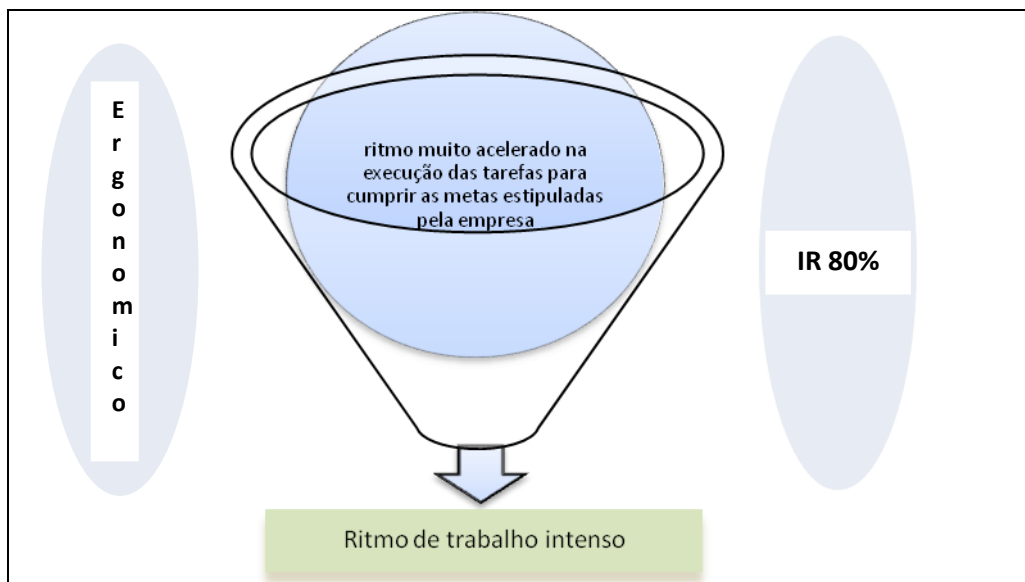 Ergonomico
ritmo muito acelerado na
execução das tarefas para
cumprir as metas estipuladas
pela empresa
IR 80%
Ritmo de trabalho intenso